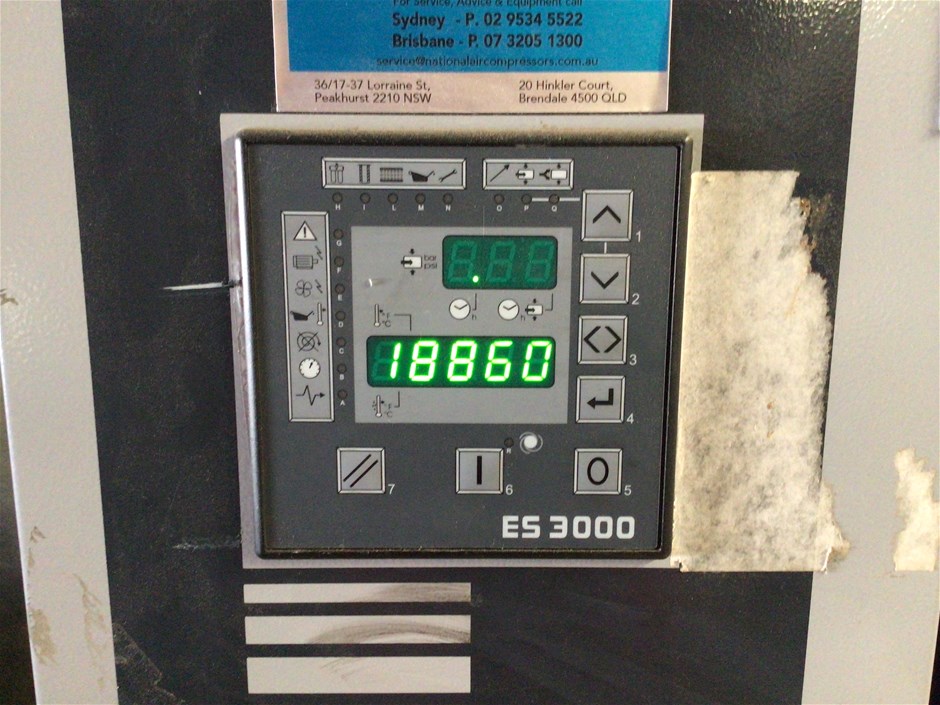 For Service, Advice & Equipment call
Sydney - P. 02 9534 5522
Brisbane - P. 07 3205 1300
service@nationalaircompressors.com.au
36/17-37 Lorraine St,
Peakhurst 2210 NSW
20 Hinkler Court,
Brendale 4500 QLD
H I L M N
O P Q
G
F
E
D
C
B
A
bar
psi
h
h
°F
°C
18860
°F
°C
1
2
3
4
R
7
6
5
ES 3000